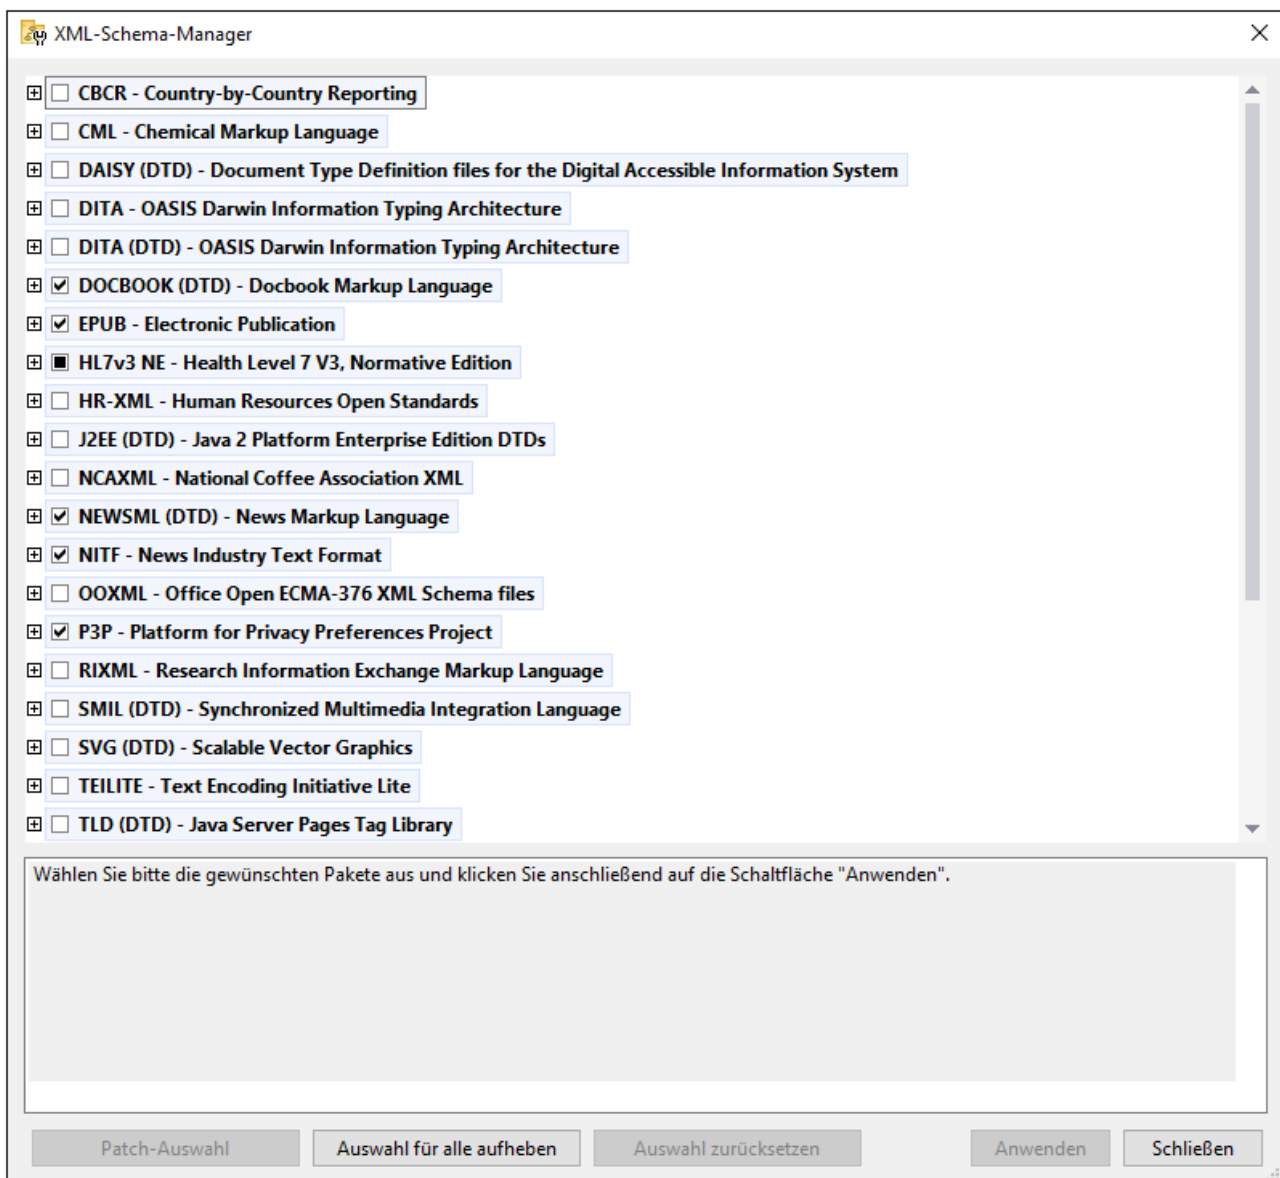 XML-Schema-Manager
CBCR - Country-by-Country Reporting
CML - Chemical Markup Language
DAISY (DTD) - Document Type Definition files for the Digital Accessible Information System
DITA - OASIS Darwin Information Typing Architecture
DITA (DTD) - OASIS Darwin Information Typing Architecture
DOCBOOK (DTD) - Docbook Markup Language
EPUB - Electronic Publication
HL7v3 NE - Health Level 7 V3, Normative Edition
HR-XML - Human Resources Open Standards
J2EE (DTD) - Java 2 Platform Enterprise Edition DTDs
NCAXML - National Coffee Association XML
NEWSML (DTD) - News Markup Language
NITF - News Industry Text Format
OOXML - Office Open ECMA-376 XML Schema files
P3P - Platform for Privacy Preferences Project
RIXML - Research Information Exchange Markup Language
SMIL (DTD) - Synchronized Multimedia Integration Language
SVG (DTD) - Scalable Vector Graphics
TEILITE - Text Encoding Initiative Lite
TLD (DTD) - Java Server Pages Tag Library
Wählen Sie bitte die gewünschten Pakete aus und klicken Sie anschließend auf die Schaltfläche "Anwenden".
Patch-Auswahl Auswahl für alle aufheben Auswahl zurücksetzen Anwenden Schließen